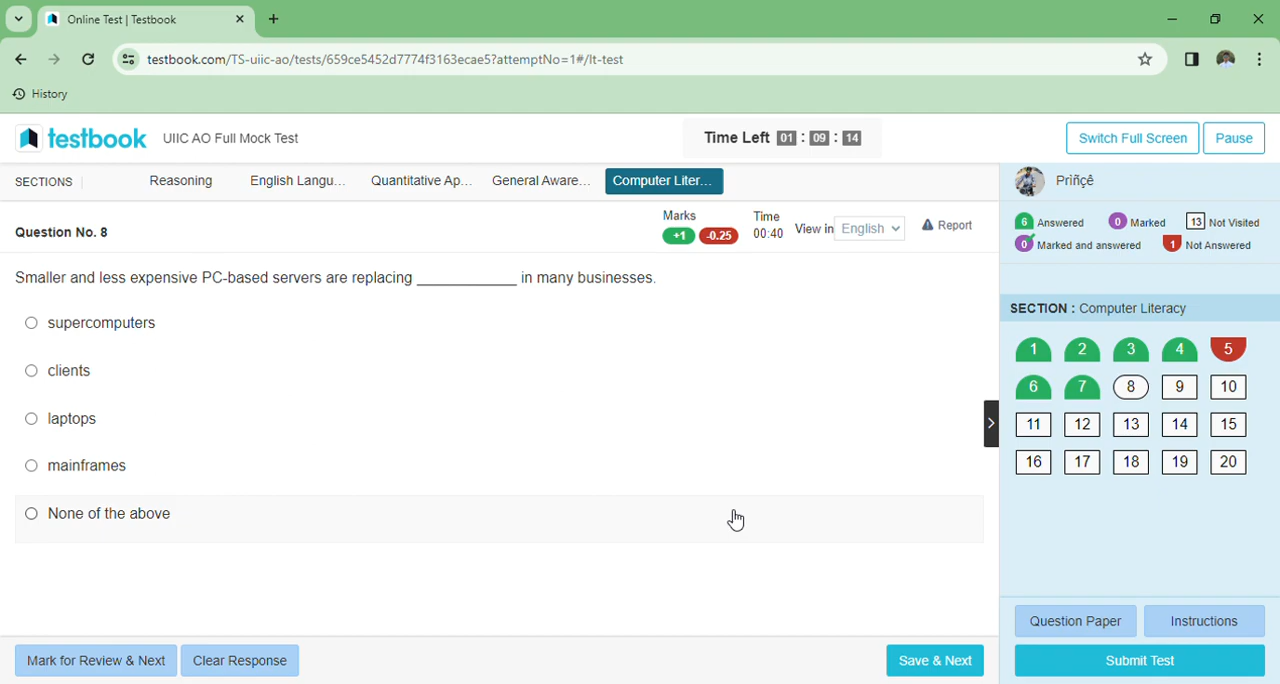 Online Test | Testbook
testbook.com/TS-uiic-ao/tests/659ce5452d7774f3163ecae5?attemptNo=1#/lt-test
History
testbook UIIC AO Full Mock Test Time Left 01 : 09 : 14 Switch Full Screen Pause
SECTIONS Reasoning English Langu... Quantitative Ap... General Aware... Computer Liter... Prïñçê
Question No. 8 Marks +1 -0.25 Time 00:40 View in English Report
6 Answered 0 Marked 13 Not Visited
0 Marked and answered 1 Not Answered
Smaller and less expensive PC-based servers are replacing ____________ in many businesses.
supercomputers
clients
laptops
mainframes
None of the above
SECTION : Computer Literacy
1 2 3 4 5
6 7 8 9 10
11 12 13 14 15
16 17 18 19 20
Question Paper Instructions
Mark for Review & Next Clear Response Save & Next Submit Test